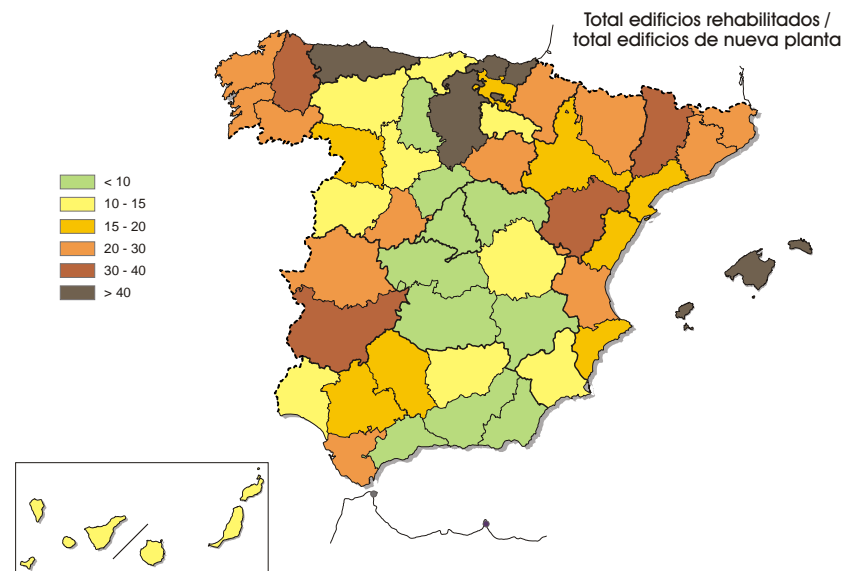 Total edificios rehabilitados /
total edificios de nueva planta
< 10
10 - 15
15 - 20
20 - 30
30 - 40
> 40